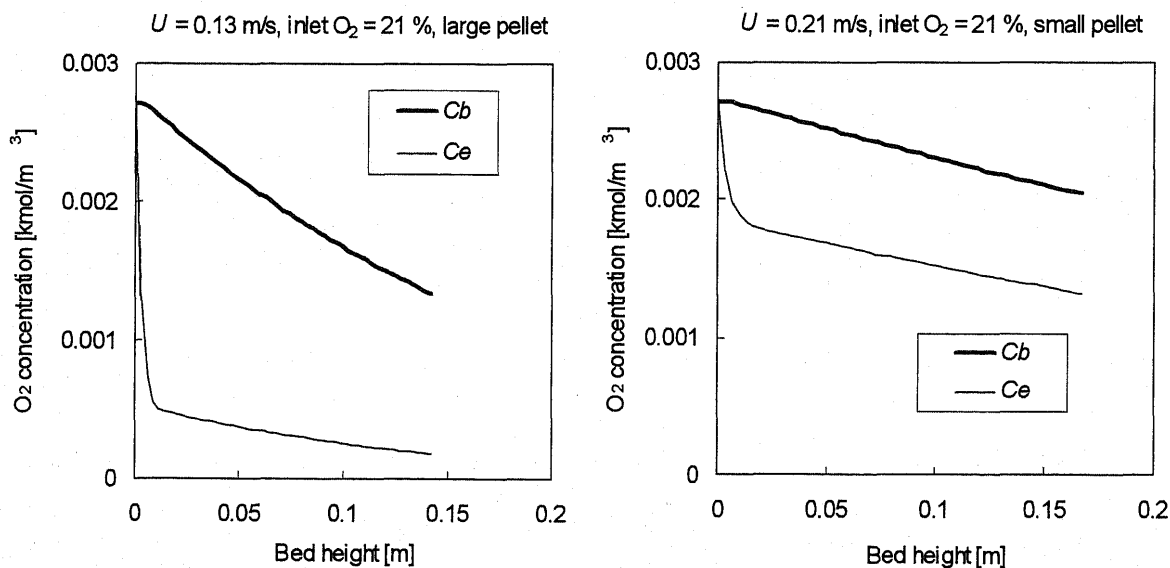 U = 0.13 m/s, inlet O₂ = 21 %, large pellet
O₂ concentration [kmol/m³]
0.003
0.002
0.001
0
Cb
Ce
0
0.05
0.1
0.15
0.2
Bed height [m]
U = 0.21 m/s, inlet O₂ = 21 %, small pellet
O₂ concentration [kmol/m³]
0.003
0.002
0.001
0
Cb
Ce
0
0.05
0.1
0.15
0.2
Bed height [m]